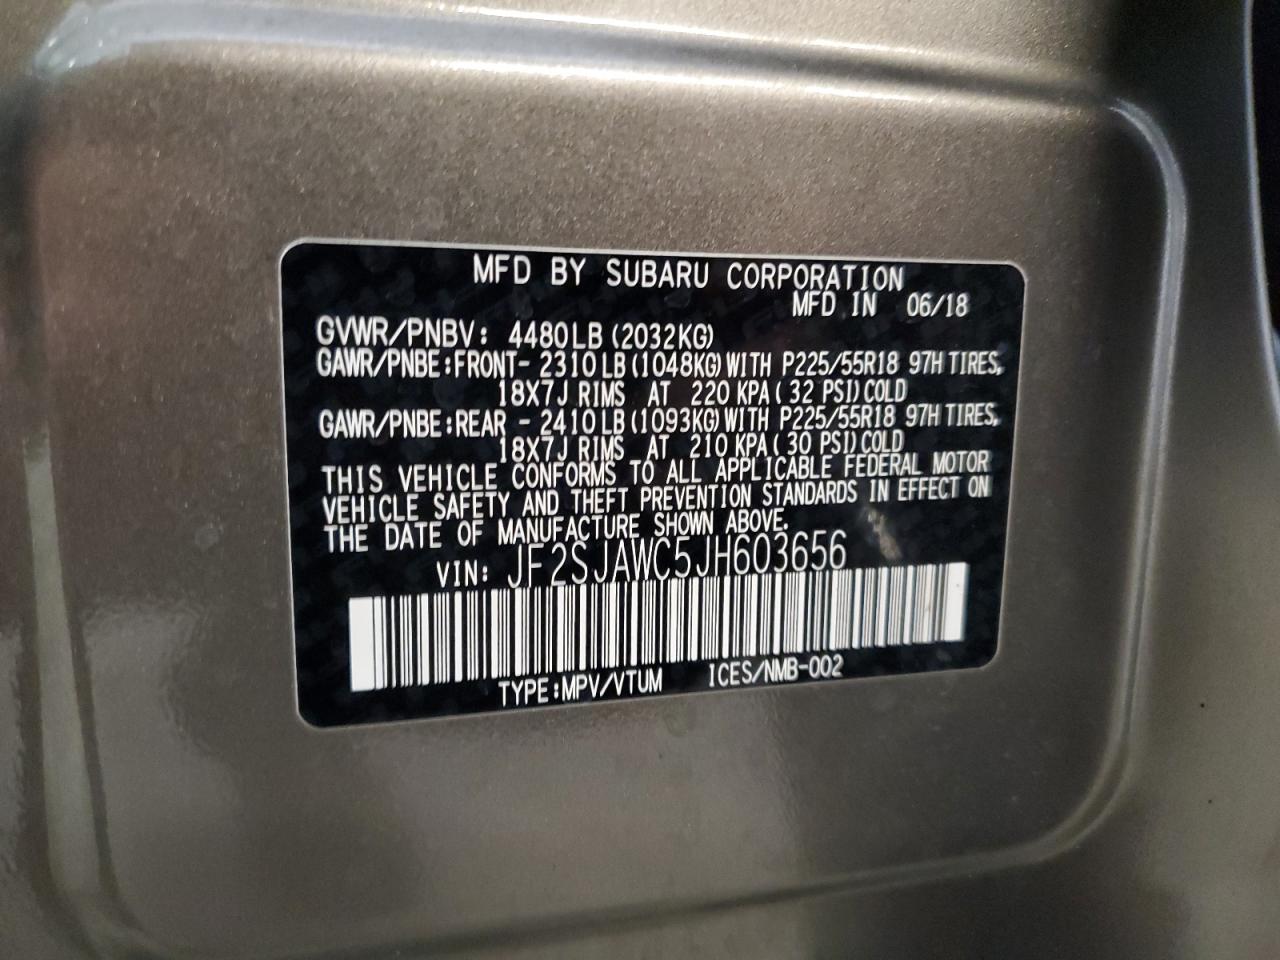 MFD BY SUBARU CORPORATION
MFD IN 06/18
GVWR/PNBV: 4480LB (2032KG)
GAWR/PNBE:FRONT- 2310LB (1048KG) WITH P225/55R18 97H TIRES,
18X7J RIMS AT 220 KPA ( 32 PSI) COLD
GAWR/PNBE:REAR - 2410LB (1093KG) WITH P225/55R18 97H TIRES,
18X7J RIMS AT 210 KPA ( 30 PSI) COLD
THIS VEHICLE CONFORMS TO ALL APPLICABLE FEDERAL MOTOR
VEHICLE SAFETY AND THEFT PREVENTION STANDARDS IN EFFECT ON
THE DATE OF MANUFACTURE SHOWN ABOVE.
VIN: JF2SJAWC5JH603656
TYPE:MPV/VTUM ICES/NMB-002